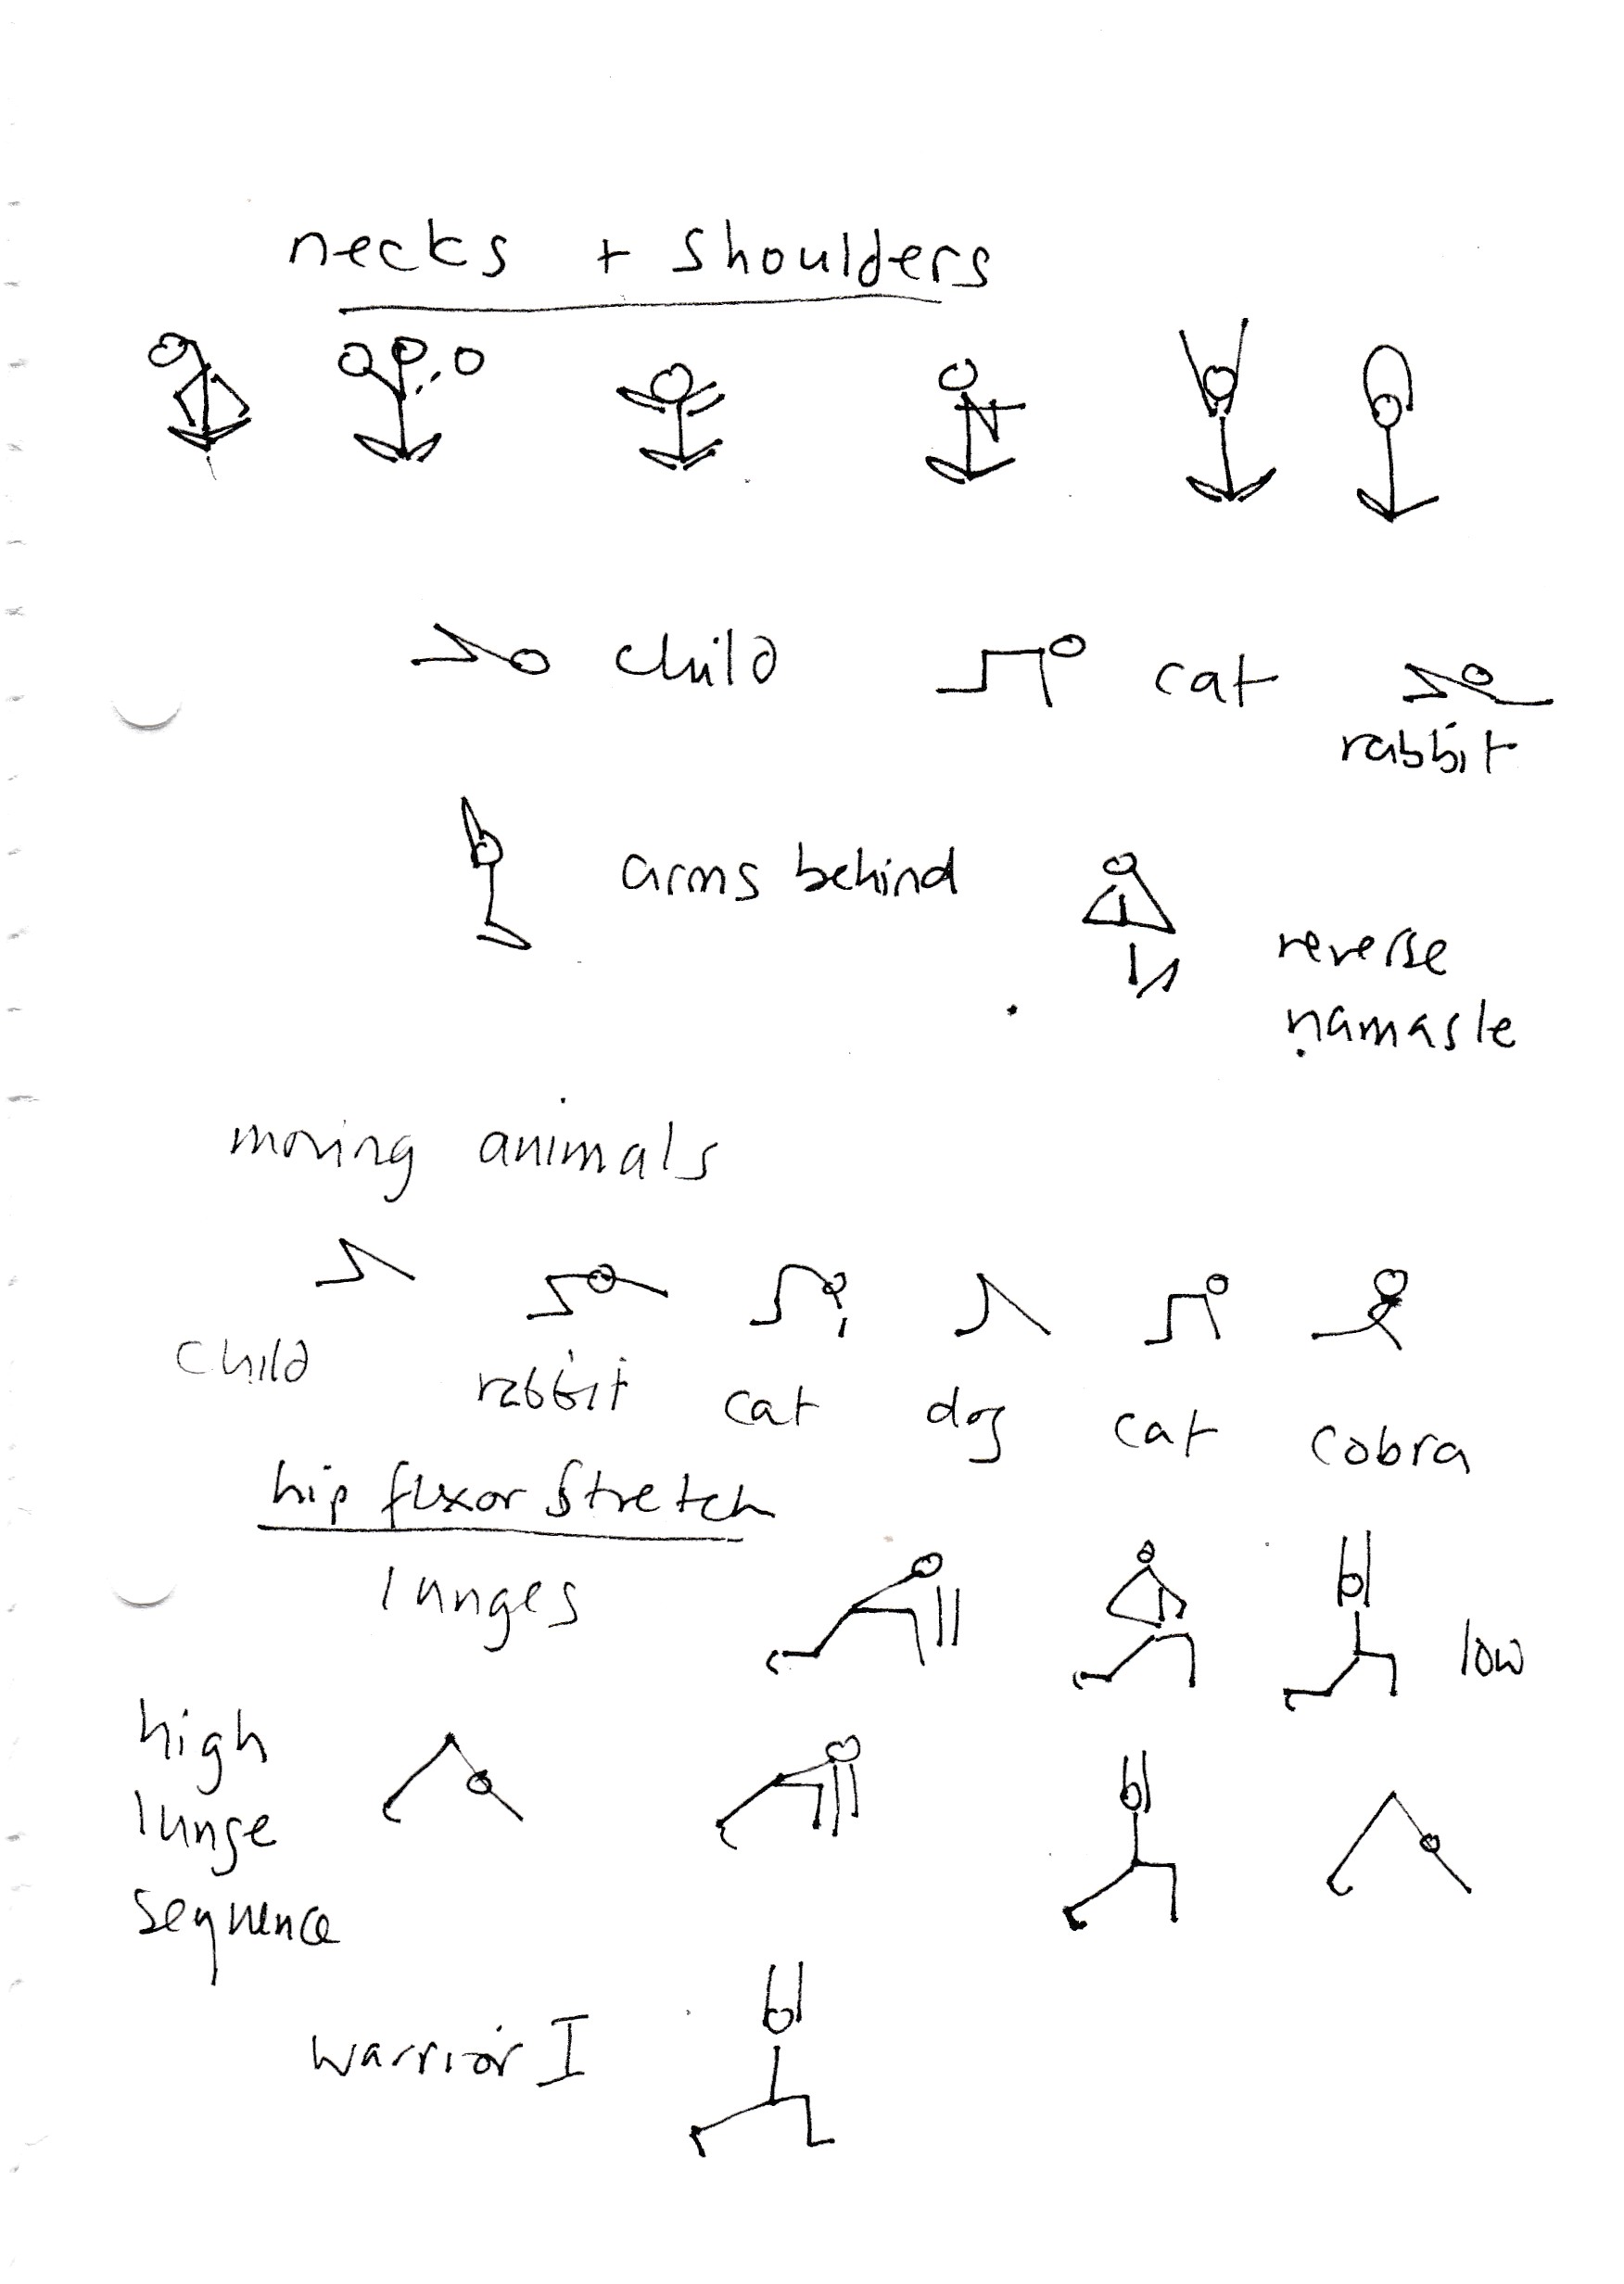 necks + shoulders
child cat
rabbit
arms behind
reverse
namaste
moving animals
child rabbit cat dog cat cobra
hip flexor stretch
lunges
low
high
lunge
sequence
warrior I